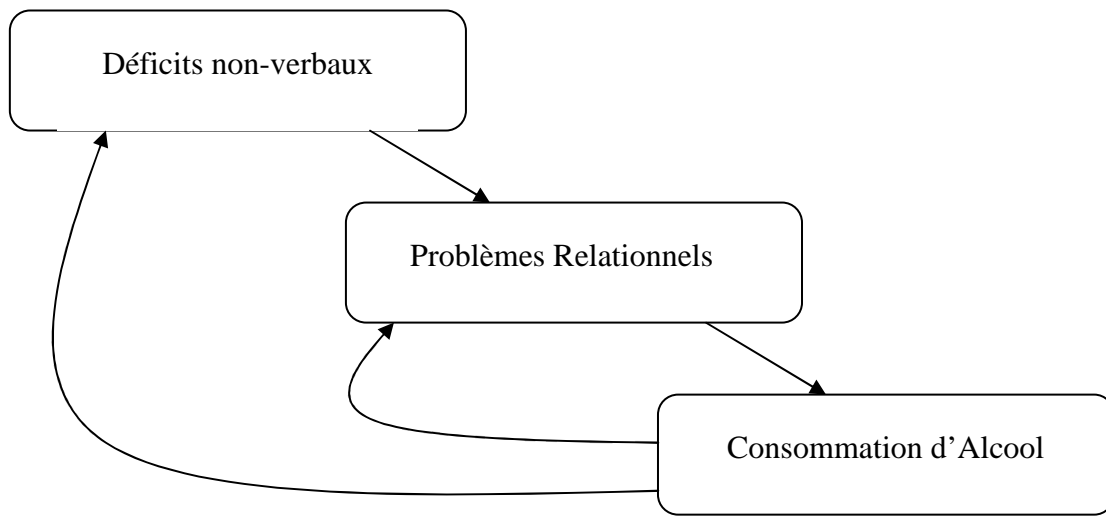 Déficits non-verbaux
Problèmes Relationnels
Consommation d’Alcool